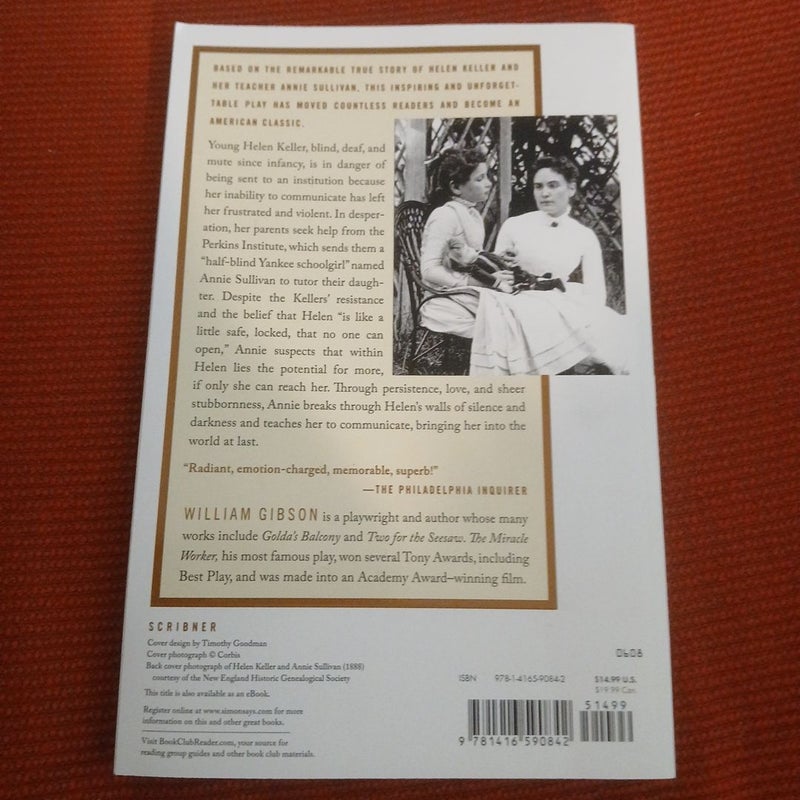 BASED ON THE REMARKABLE TRUE STORY OF HELEN KELLER AND
HER TEACHER ANNIE SULLIVAN, THIS INSPIRING AND UNFORGET-
TABLE PLAY HAS MOVED COUNTLESS READERS AND BECOME AN
AMERICAN CLASSIC.
Young Helen Keller, blind, deaf, and
mute since infancy, is in danger of
being sent to an institution because
her inability to communicate has left
her frustrated and violent. In desper-
ation, her parents seek help from the
Perkins Institute, which sends them a
"half-blind Yankee schoolgirl" named
Annie Sullivan to tutor their daugh-
ter. Despite the Kellers' resistance
and the belief that Helen "is like a
little safe, locked, that no one can
open," Annie suspects that within
Helen lies the potential for more,
if only she can reach her. Through persistence, love, and sheer
stubbornness, Annie breaks through Helen's walls of silence and
darkness and teaches her to communicate, bringing her into the
world at last.
"Radiant, emotion-charged, memorable, superb!"
—THE PHILADELPHIA INQUIRER
WILLIAM GIBSON is a playwright and author whose many
works include Golda's Balcony and Two for the Seesaw. The Miracle
Worker, his most famous play, won several Tony Awards, including
Best Play, and was made into an Academy Award–winning film.
SCRIBNER
Cover design by Timothy Goodman
Cover photograph © Corbis
Back cover photograph of Helen Keller and Annie Sullivan (1888)
courtesy of the New England Historic Genealogical Society
This title is also available as an eBook.
Register online at www.simonsays.com for more
information on this and other great books.
Visit BookClubReader.com, your source for
reading group guides and other book club materials.
0608
ISBN 978-1-4165-9084-2 $14.99 U.S.
$19.99 Can.
51499
9 781416 590842